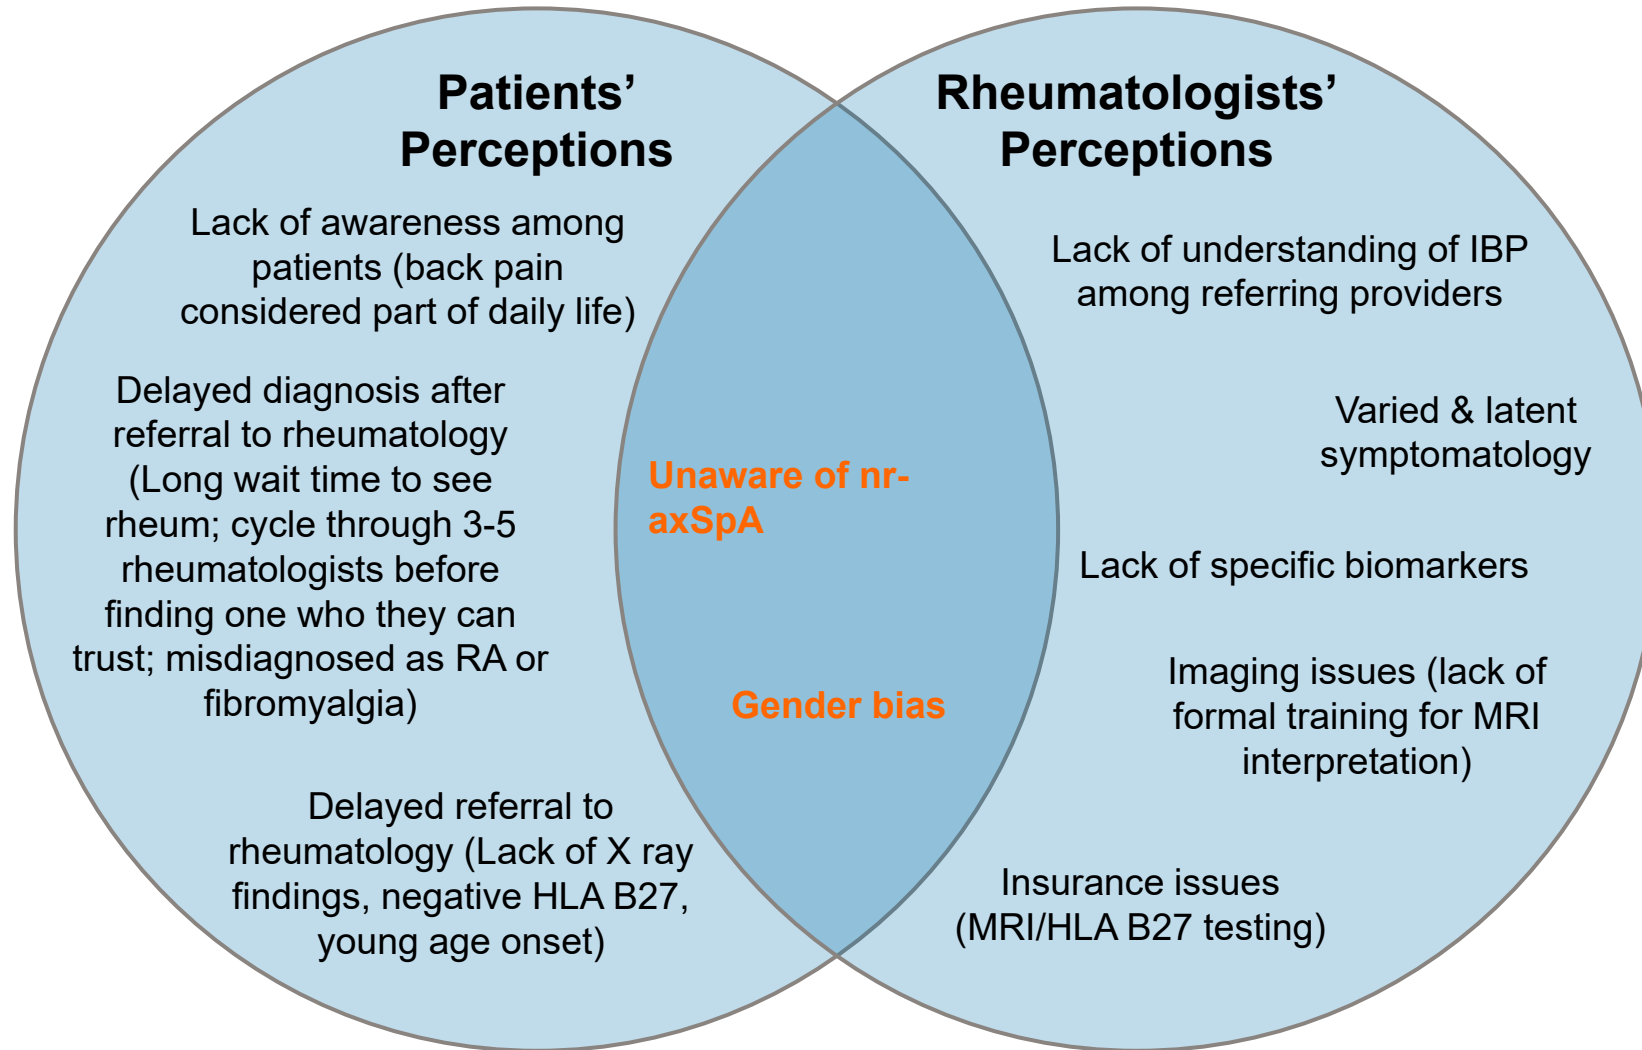 Patients’
Perceptions
Lack of awareness among
patients (back pain
considered part of daily life)
Delayed diagnosis after
referral to rheumatology
(Long wait time to see
rheum; cycle through 3-5
rheumatologists before
finding one who they can
trust; misdiagnosed as RA or
fibromyalgia)
Delayed referral to
rheumatology (Lack of X ray
findings, negative HLA B27,
young age onset)
Unaware of nr-
axSpA
Gender bias
Rheumatologists’
Perceptions
Lack of understanding of IBP
among referring providers
Varied & latent
symptomatology
Lack of specific biomarkers
Imaging issues (lack of
formal training for MRI
interpretation)
Insurance issues
(MRI/HLA B27 testing)